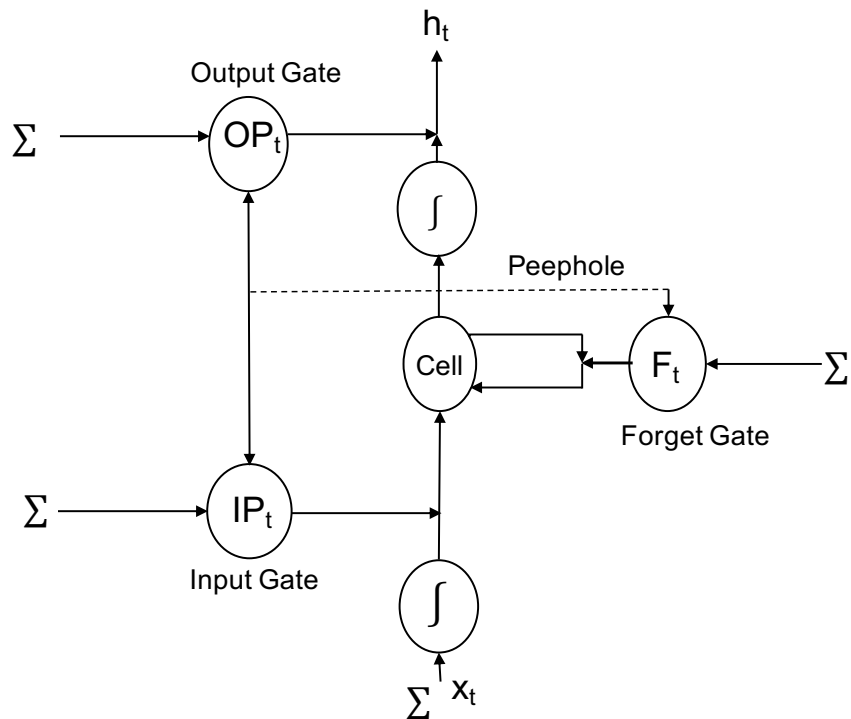 h_t
Output Gate
∑
OP_t
∫
Peephole
Cell
F_t
∑
Forget Gate
∑
IP_t
Input Gate
∫
∑ x_t